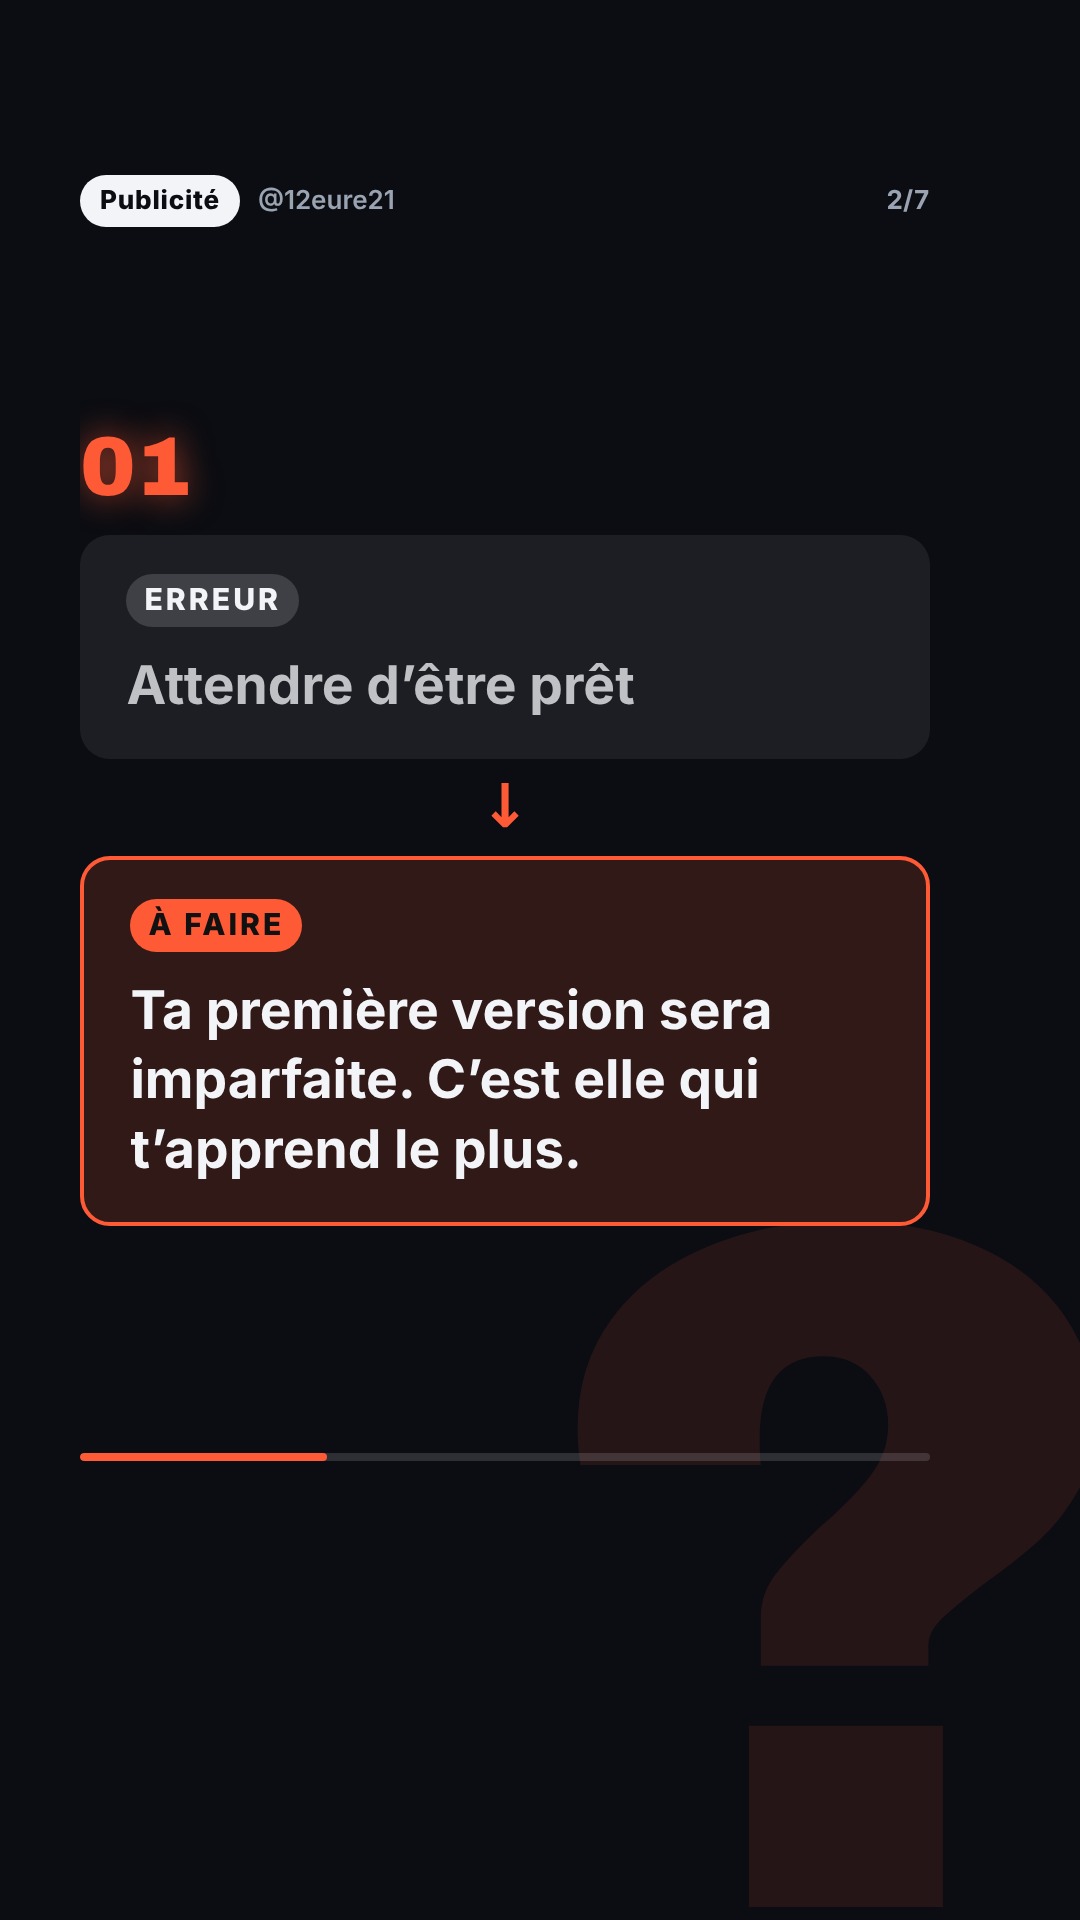 Publicité @12eure21 2/7
01
ERREUR
Attendre d’être prêt
↓
À FAIRE
Ta première version sera
imparfaite. C’est elle qui
t’apprend le plus.
?